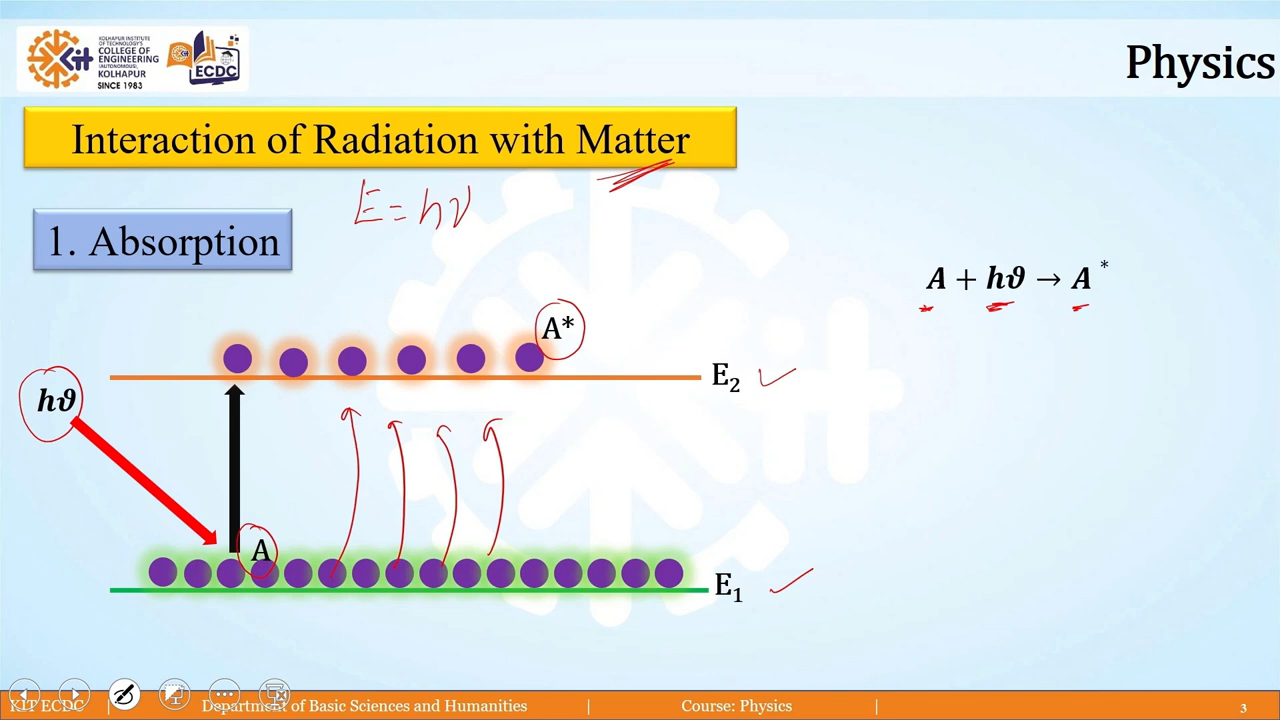 KOLHAPUR INSTITUTE
OF TECHNOLOGY'S
COLLEGE OF
ENGINEERING
(AUTONOMOUS),
KOLHAPUR
SINCE 1983
KIT
ECDC
Physics
Interaction of Radiation with Matter
E = hν
1. Absorption
A + hϑ → A*
A*
E₂
hϑ
A
E₁
KIT ECDC | Department of Basic Sciences and Humanities | Course: Physics | 3